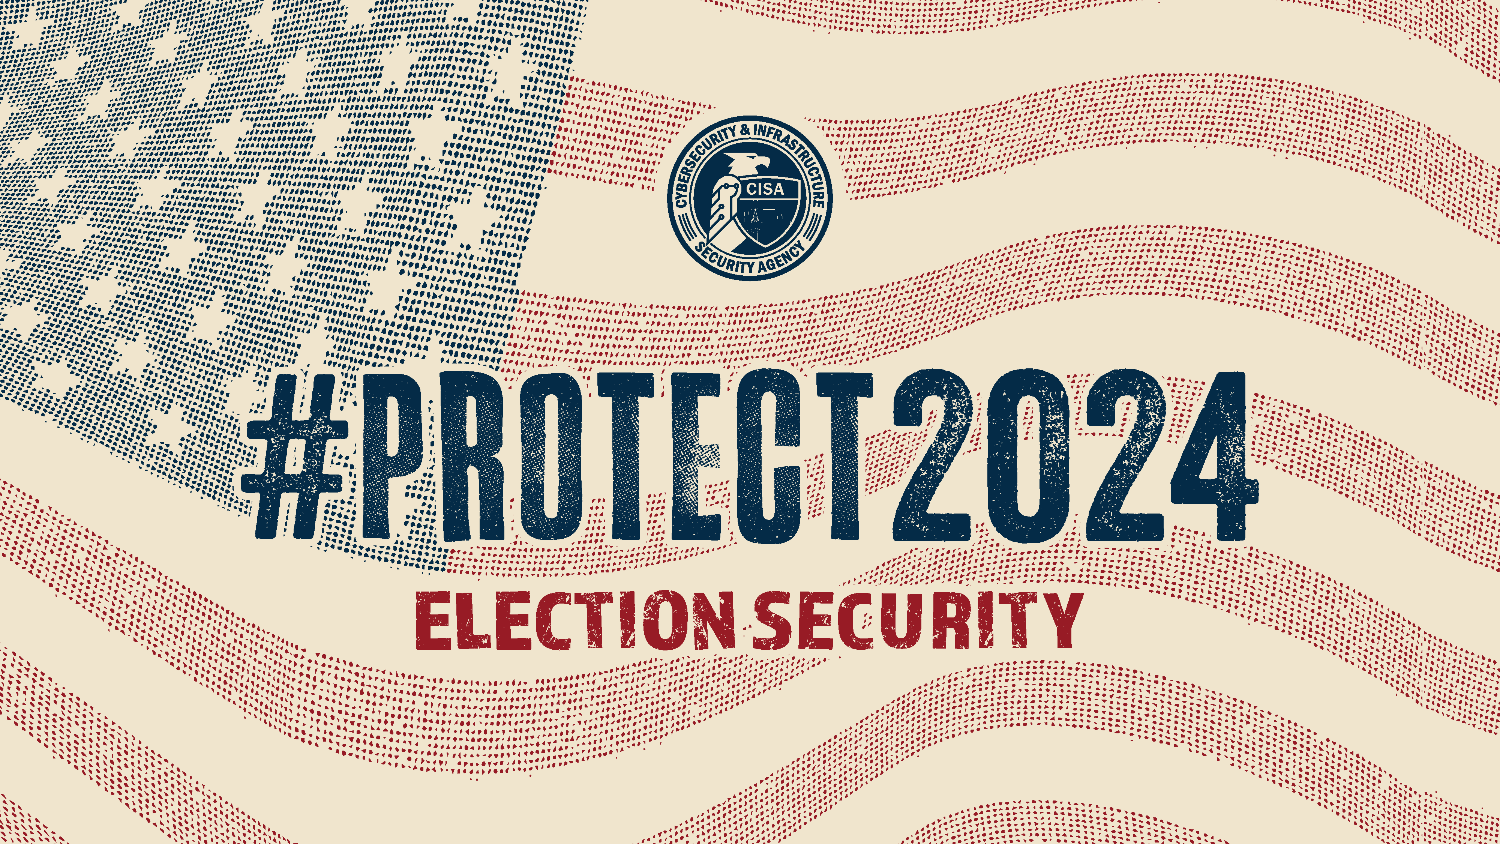 CYBERSECURITY & INFRASTRUCTURE
CISA
SECURITY AGENCY
#PROTECT2024
ELECTION SECURITY